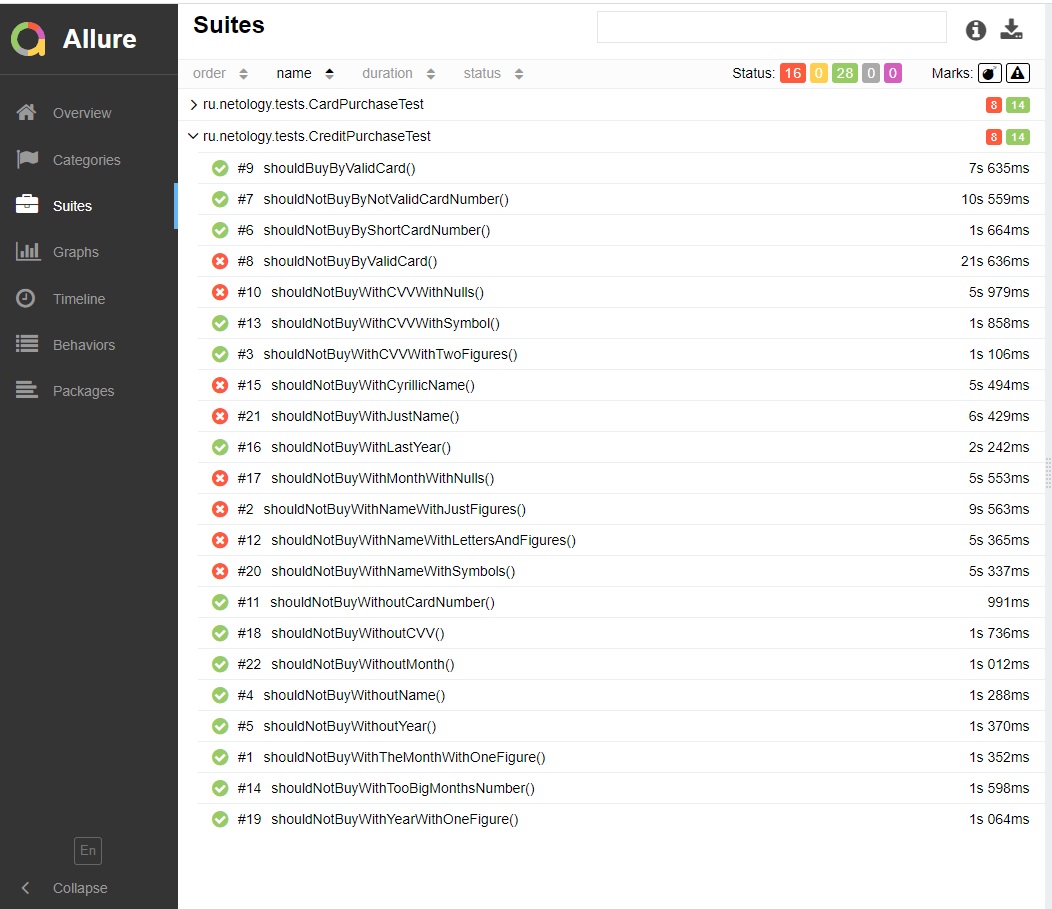 Allure
Overview
Categories
Suites
Graphs
Timeline
Behaviors
Packages
En
Collapse
Suites
order name duration status Status: 16 0 28 0 0 Marks:
ru.netology.tests.CardPurchaseTest 8 14
ru.netology.tests.CreditPurchaseTest 8 14
#9 shouldBuyByValidCard() 7s 635ms
#7 shouldNotBuyByNotValidCardNumber() 10s 559ms
#6 shouldNotBuyByShortCardNumber() 1s 664ms
#8 shouldNotBuyByValidCard() 21s 636ms
#10 shouldNotBuyWithCVVWithNulls() 5s 979ms
#13 shouldNotBuyWithCVVWithSymbol() 1s 858ms
#3 shouldNotBuyWithCVVWithTwoFigures() 1s 106ms
#15 shouldNotBuyWithCyrillicName() 5s 494ms
#21 shouldNotBuyWithJustName() 6s 429ms
#16 shouldNotBuyWithLastYear() 2s 242ms
#17 shouldNotBuyWithMonthWithNulls() 5s 553ms
#2 shouldNotBuyWithNameWithJustFigures() 9s 563ms
#12 shouldNotBuyWithNameWithLettersAndFigures() 5s 365ms
#20 shouldNotBuyWithNameWithSymbols() 5s 337ms
#11 shouldNotBuyWithoutCardNumber() 991ms
#18 shouldNotBuyWithoutCVV() 1s 736ms
#22 shouldNotBuyWithoutMonth() 1s 012ms
#4 shouldNotBuyWithoutName() 1s 288ms
#5 shouldNotBuyWithoutYear() 1s 370ms
#1 shouldNotBuyWithTheMonthWithOneFigure() 1s 352ms
#14 shouldNotBuyWithTooBigMonthsNumber() 1s 598ms
#19 shouldNotBuyWithYearWithOneFigure() 1s 064ms